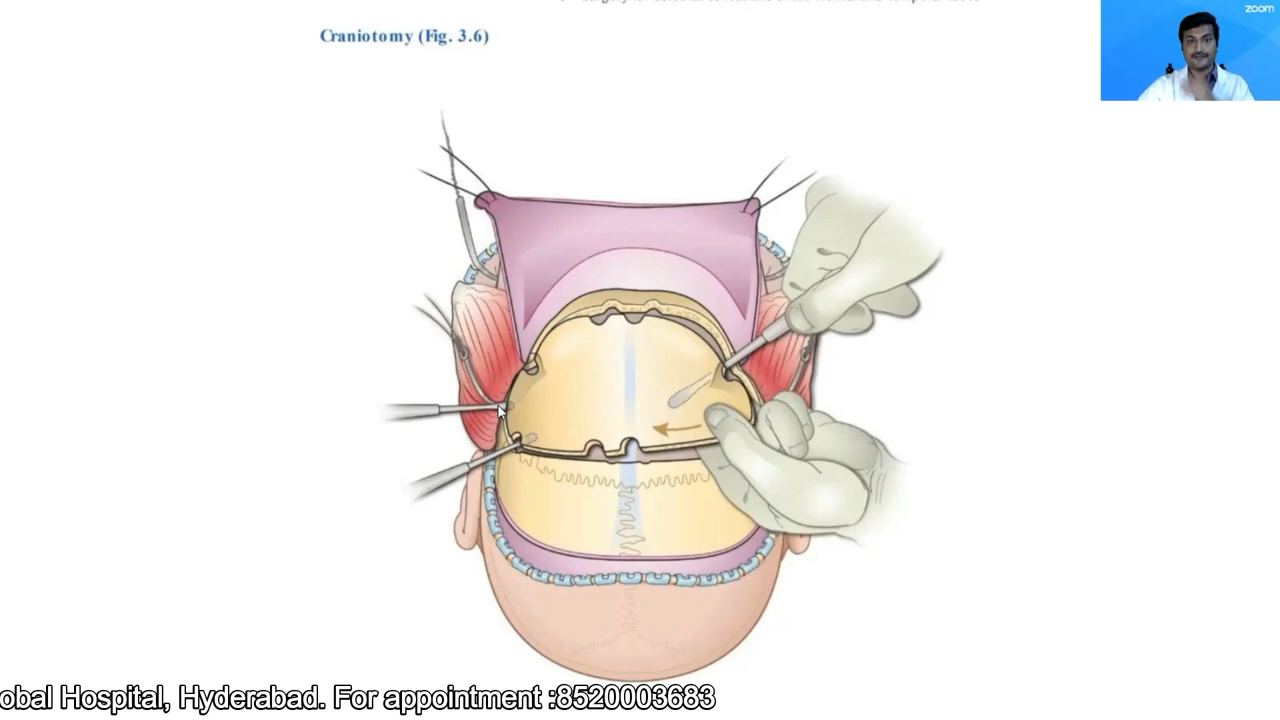 zoom
Craniotomy (Fig. 3.6)
obal Hospital, Hyderabad. For appointment :8520003683